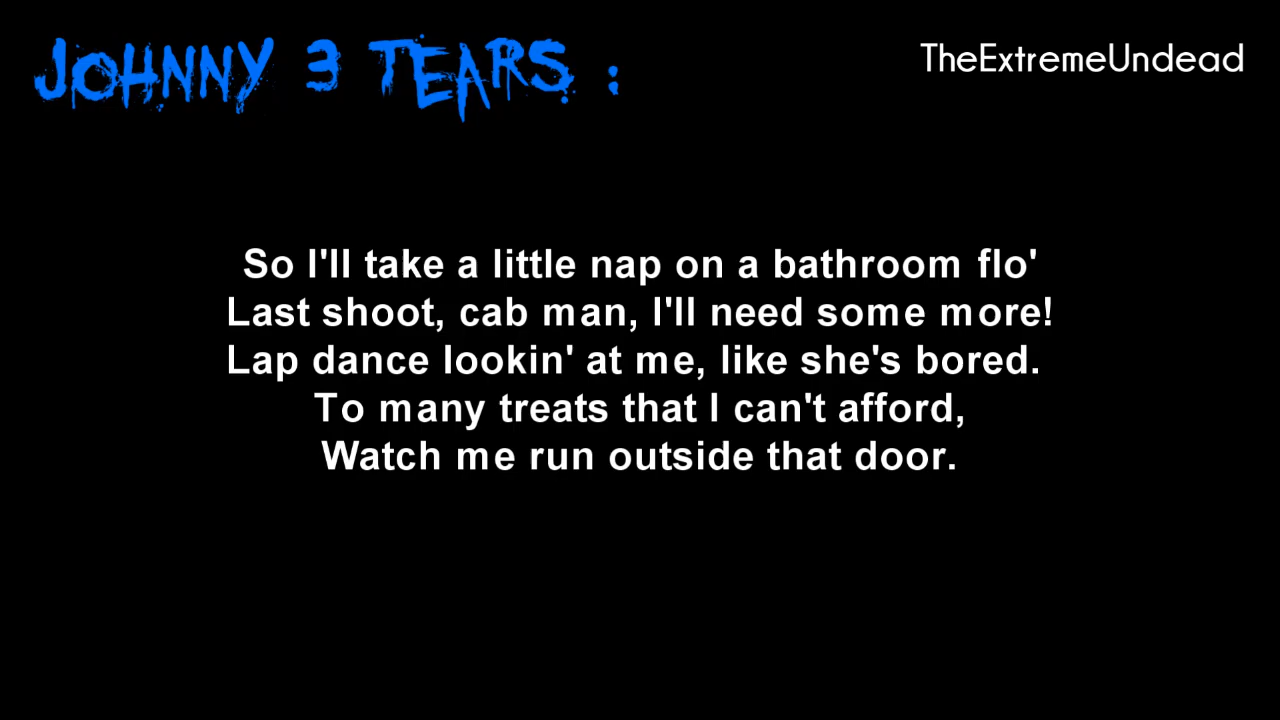 JOHNNY 3 TEARS :
TheExtremeUndead
So I'll take a little nap on a bathroom flo'
Last shoot, cab man, I'll need some more!
Lap dance lookin' at me, like she's bored.
To many treats that I can't afford,
Watch me run outside that door.